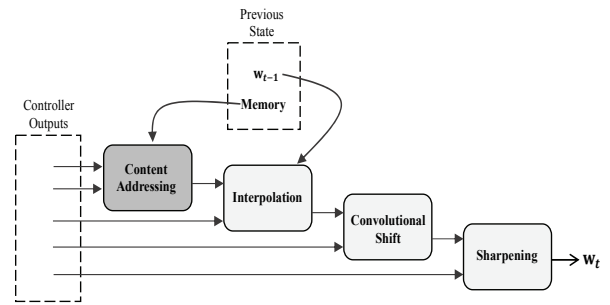 Previous
State
w_{t−1}
Memory
Controller
Outputs
Content
Addressing
Interpolation
Convolutional
Shift
Sharpening
w_t